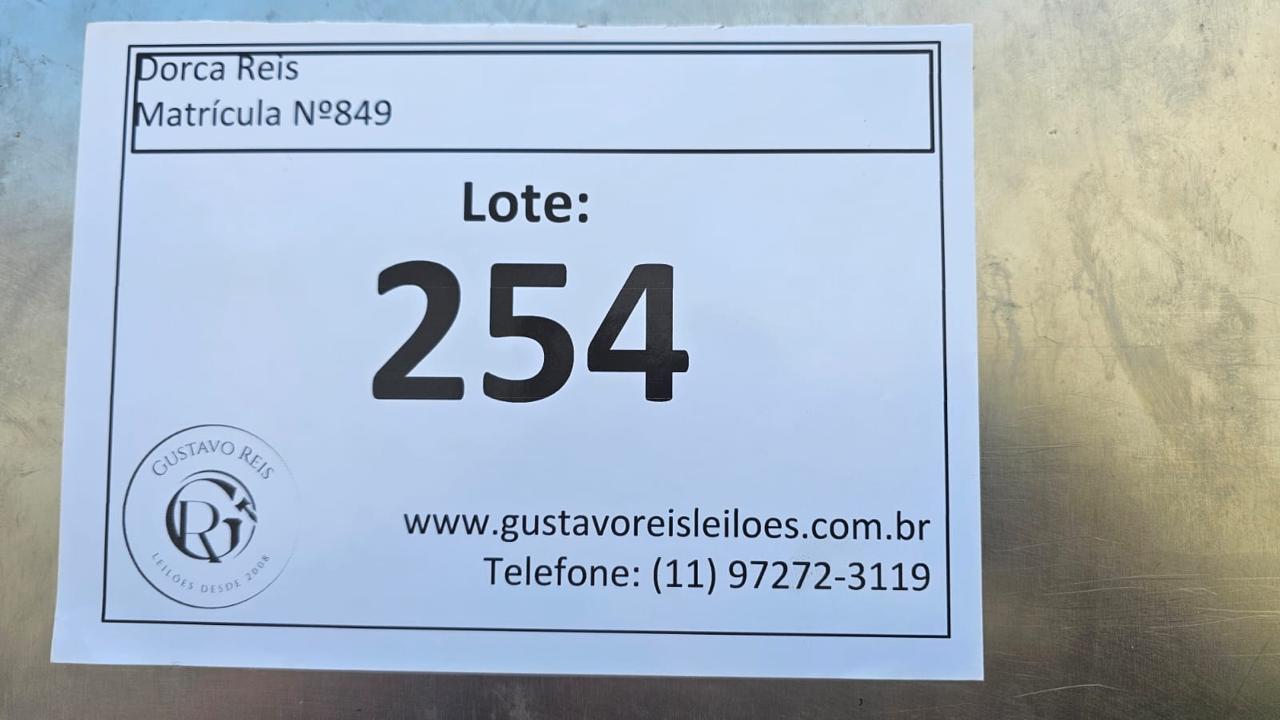 Dorca Reis
Matrícula Nº849
Lote:
254
GUSTAVO REIS
GR
LEILÕES DESDE 2008
www.gustavoreisleiloes.com.br
Telefone: (11) 97272-3119